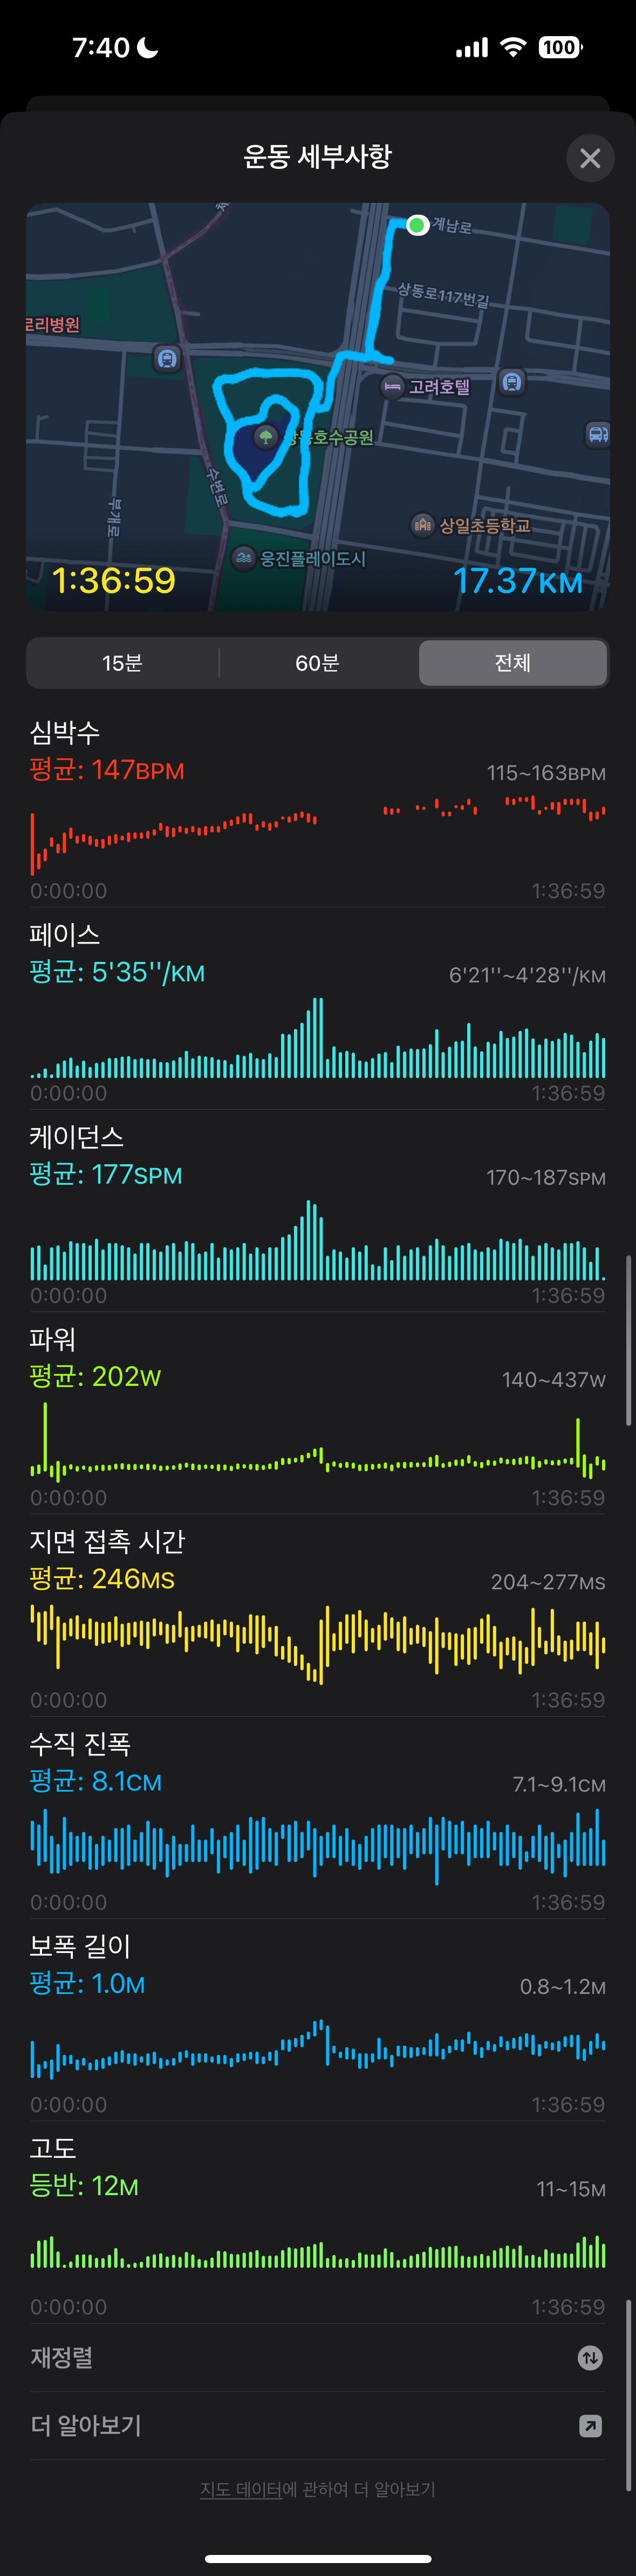 7:40
100
운동 세부사항
계남로
상동로117번길
로리병원
고려호텔
상동호수공원
수변로
부개로
상일초등학교
웅진플레이도시
1:36:59
17.37KM
15분
60분
전체
심박수
평균: 147BPM
115~163BPM
0:00:00
1:36:59
페이스
평균: 5'35''/KM
6'21''~4'28''/KM
0:00:00
1:36:59
케이던스
평균: 177SPM
170~187SPM
0:00:00
1:36:59
파워
평균: 202W
140~437W
0:00:00
1:36:59
지면 접촉 시간
평균: 246MS
204~277MS
0:00:00
1:36:59
수직 진폭
평균: 8.1CM
7.1~9.1CM
0:00:00
1:36:59
보폭 길이
평균: 1.0M
0.8~1.2M
0:00:00
1:36:59
고도
등반: 12M
11~15M
0:00:00
1:36:59
재정렬
더 알아보기
지도 데이터에 관하여 더 알아보기